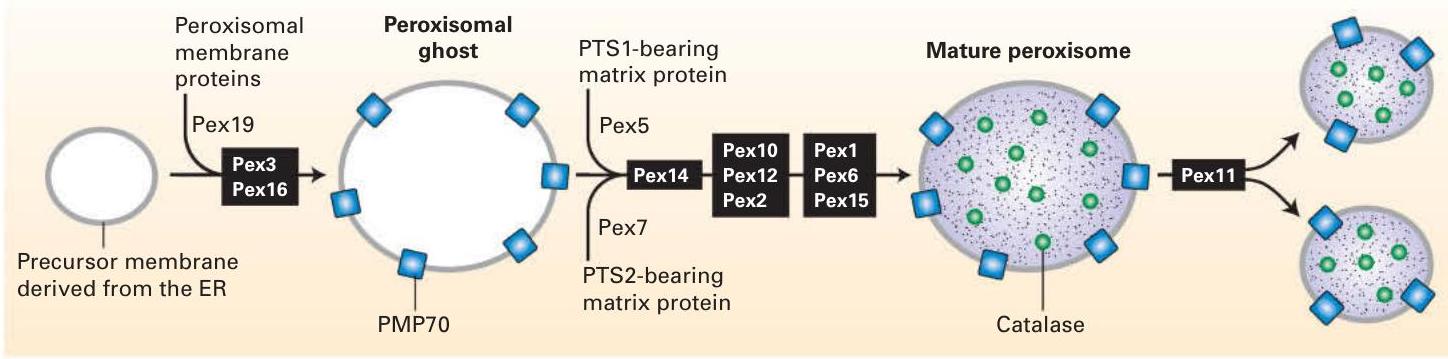 Peroxisomal
membrane
proteins
Pex19
Pex3
Pex16
Precursor membrane
derived from the ER
Peroxisomal
ghost
PMP70
PTS1-bearing
matrix protein
Pex5
Pex14
Pex7
PTS2-bearing
matrix protein
Pex10
Pex12
Pex2
Pex1
Pex6
Pex15
Mature peroxisome
Catalase
Pex11